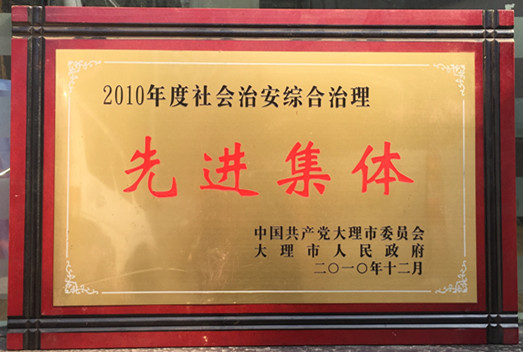 2010年度社会治安综合治理
先进集体
中国共产党大理市委员会
大理市人民政府
二〇一〇年十二月